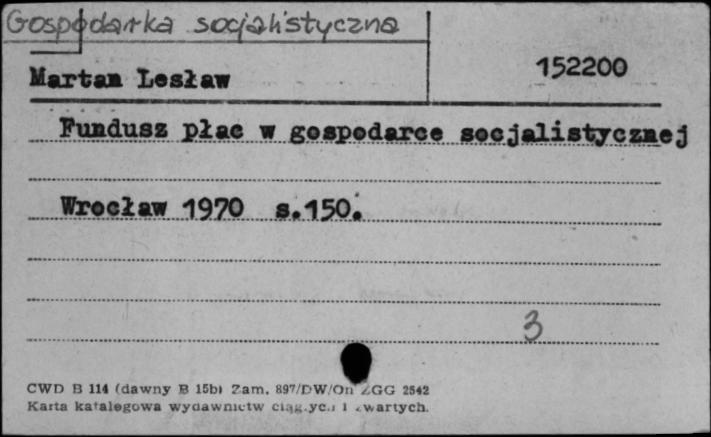 Gospodarka socjalistyczna
152200
Martan Lesław
Fundusz płac w gospodarce socjalistycznej
Wrocław 1970 s.150.
3
CWD B 114 (dawny B 15b) Zam. 897/DW/On ZGG 2542
Karta katalogowa wydawnictw i zwartych.